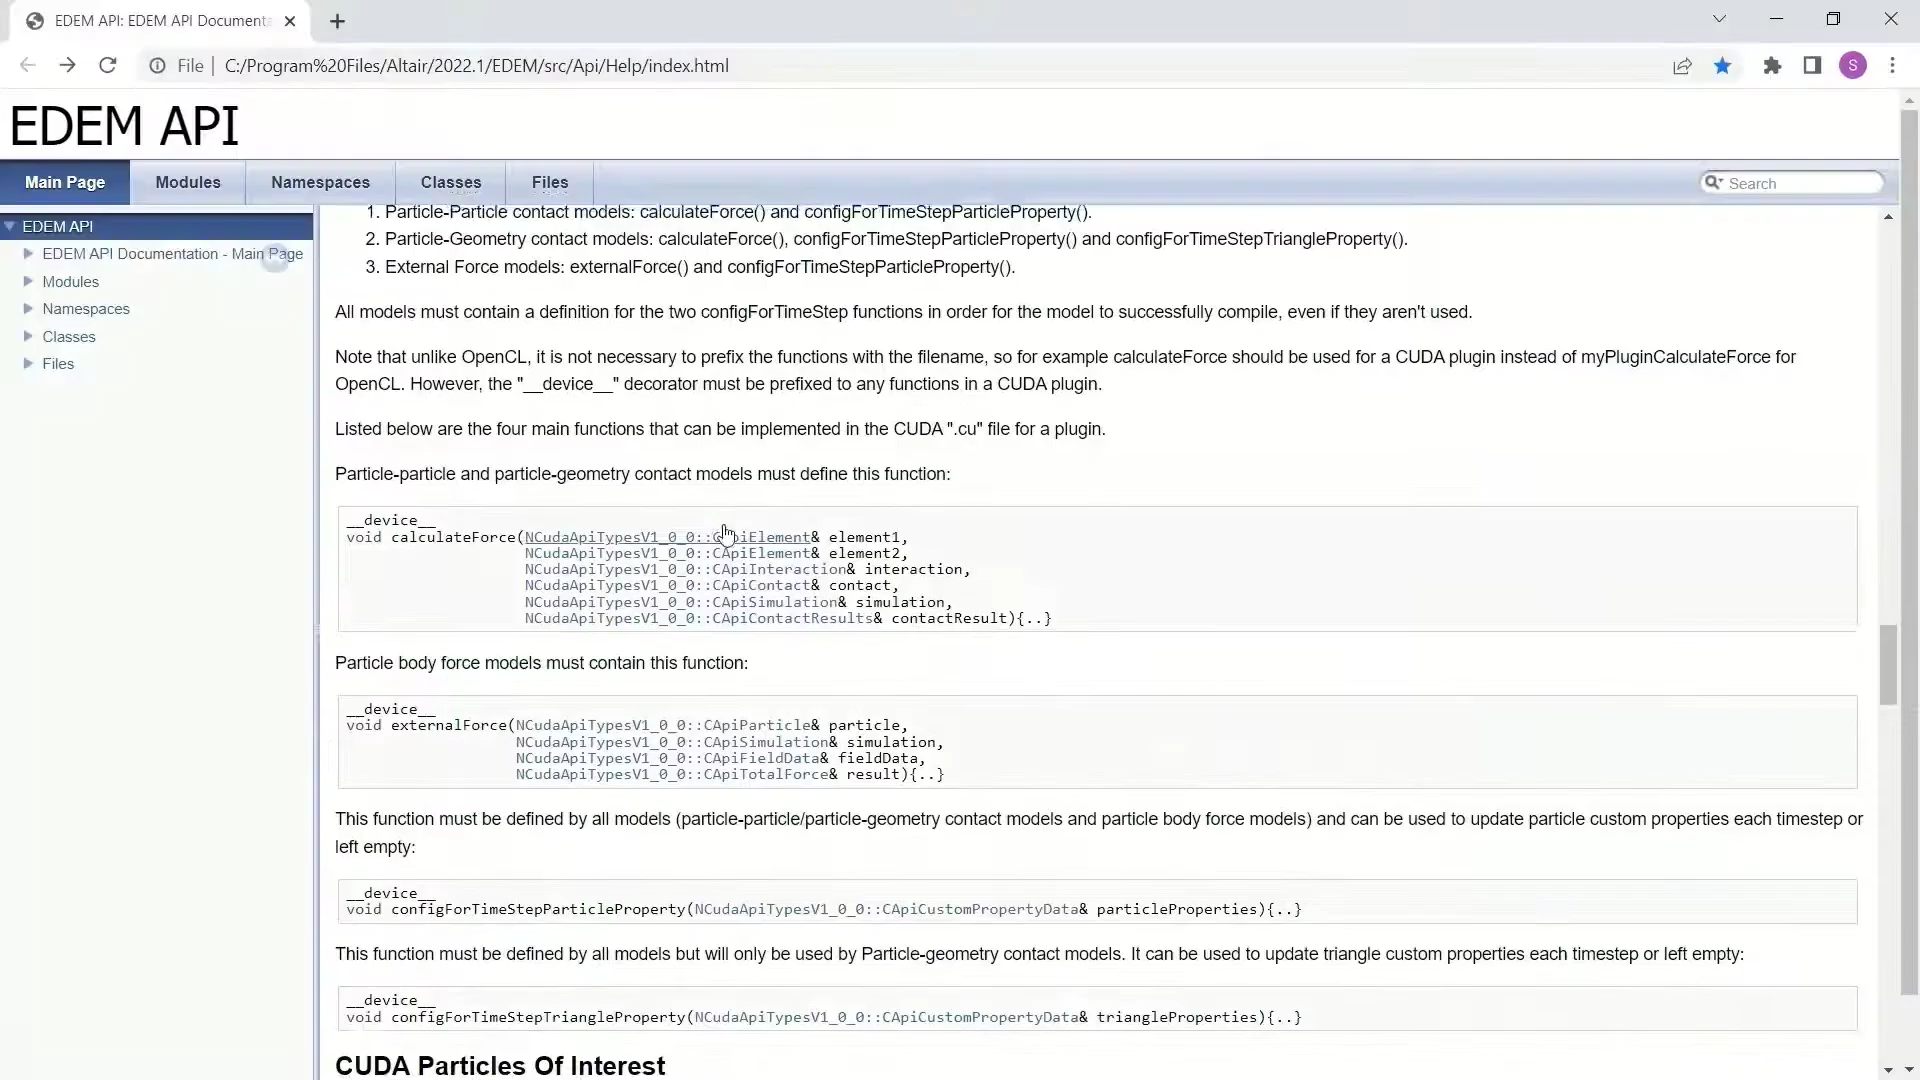 EDEM API: EDEM API Documenta
File | C:/Program%20Files/Altair/2022.1/EDEM/src/Api/Help/index.html
S
EDEM API
Main Page Modules Namespaces Classes Files Search
EDEM API
EDEM API Documentation - Main Page
Modules
Namespaces
Classes
Files
1. Particle-Particle contact models: calculateForce() and configForTimeStepParticleProperty().
2. Particle-Geometry contact models: calculateForce(), configForTimeStepParticleProperty() and configForTimeStepTriangleProperty().
3. External Force models: externalForce() and configForTimeStepParticleProperty().
All models must contain a definition for the two configForTimeStep functions in order for the model to successfully compile, even if they aren't used.
Note that unlike OpenCL, it is not necessary to prefix the functions with the filename, so for example calculateForce should be used for a CUDA plugin instead of myPluginCalculateForce for
OpenCL. However, the "__device__" decorator must be prefixed to any functions in a CUDA plugin.
Listed below are the four main functions that can be implemented in the CUDA ".cu" file for a plugin.
Particle-particle and particle-geometry contact models must define this function:
__device__
void calculateForce(NCudaApiTypesV1_0_0::CApiElement& element1,
NCudaApiTypesV1_0_0::CApiElement& element2,
NCudaApiTypesV1_0_0::CApiInteraction& interaction,
NCudaApiTypesV1_0_0::CApiContact& contact,
NCudaApiTypesV1_0_0::CApiSimulation& simulation,
NCudaApiTypesV1_0_0::CApiContactResults& contactResult){..}
Particle body force models must contain this function:
__device__
void externalForce(NCudaApiTypesV1_0_0::CApiParticle& particle,
NCudaApiTypesV1_0_0::CApiSimulation& simulation,
NCudaApiTypesV1_0_0::CApiFieldData& fieldData,
NCudaApiTypesV1_0_0::CApiTotalForce& result){..}
This function must be defined by all models (particle-particle/particle-geometry contact models and particle body force models) and can be used to update particle custom properties each timestep or
left empty:
__device__
void configForTimeStepParticleProperty(NCudaApiTypesV1_0_0::CApiCustomPropertyData& particleProperties){..}
This function must be defined by all models but will only be used by Particle-geometry contact models. It can be used to update triangle custom properties each timestep or left empty:
__device__
void configForTimeStepTriangleProperty(NCudaApiTypesV1_0_0::CApiCustomPropertyData& triangleProperties){..}
CUDA Particles Of Interest